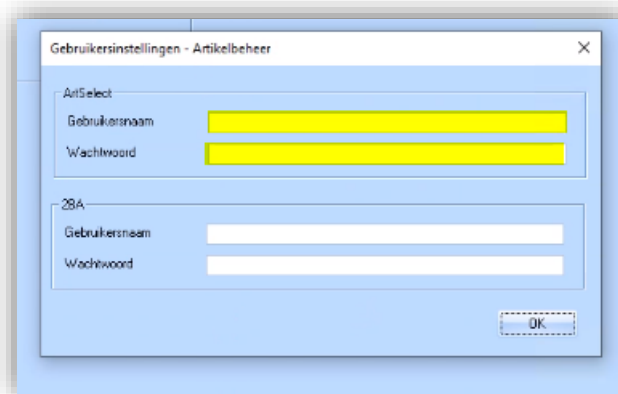 Gebruikersinstellingen - Artikelbeheer
ArtSelect
Gebruikersnaam
Wachtwoord
2BA
Gebruikersnaam
Wachtwoord
OK